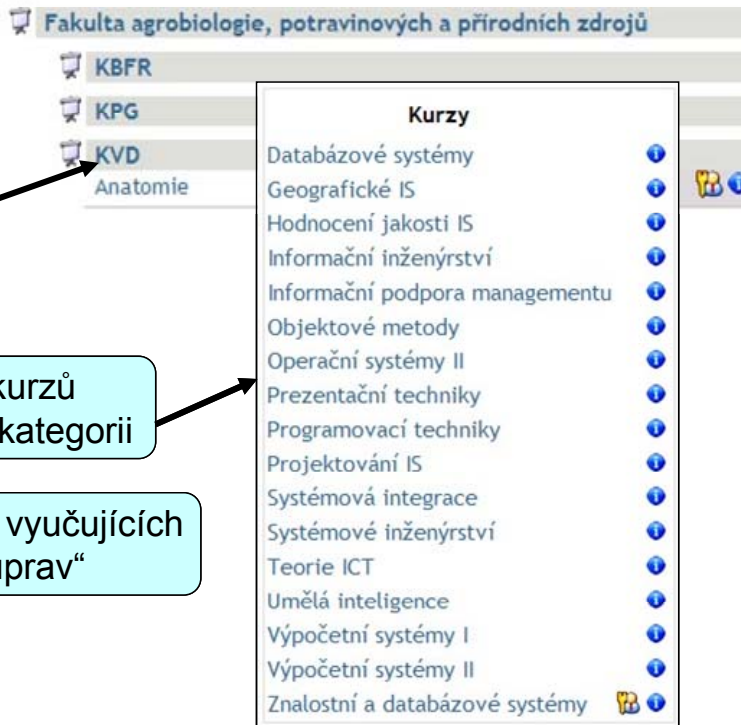 Fakulta agrobiologie, potravinových a přírodních zdrojů
KBFR
KPG
KVD
Anatomie
Kurzy
Databázové systémy
Geografické IS
Hodnocení jakosti IS
Informační inženýrství
Informační podpora managementu
Objektové metody
Operační systémy II
Prezentační techniky
Programovací techniky
Projektování IS
Systémová integrace
Systémové inženýrství
Teorie ICT
Umělá inteligence
Výpočetní systémy I
Výpočetní systémy II
Znalostní a databázové systémy
kurzů
kategorii
vyučujících
úprav“